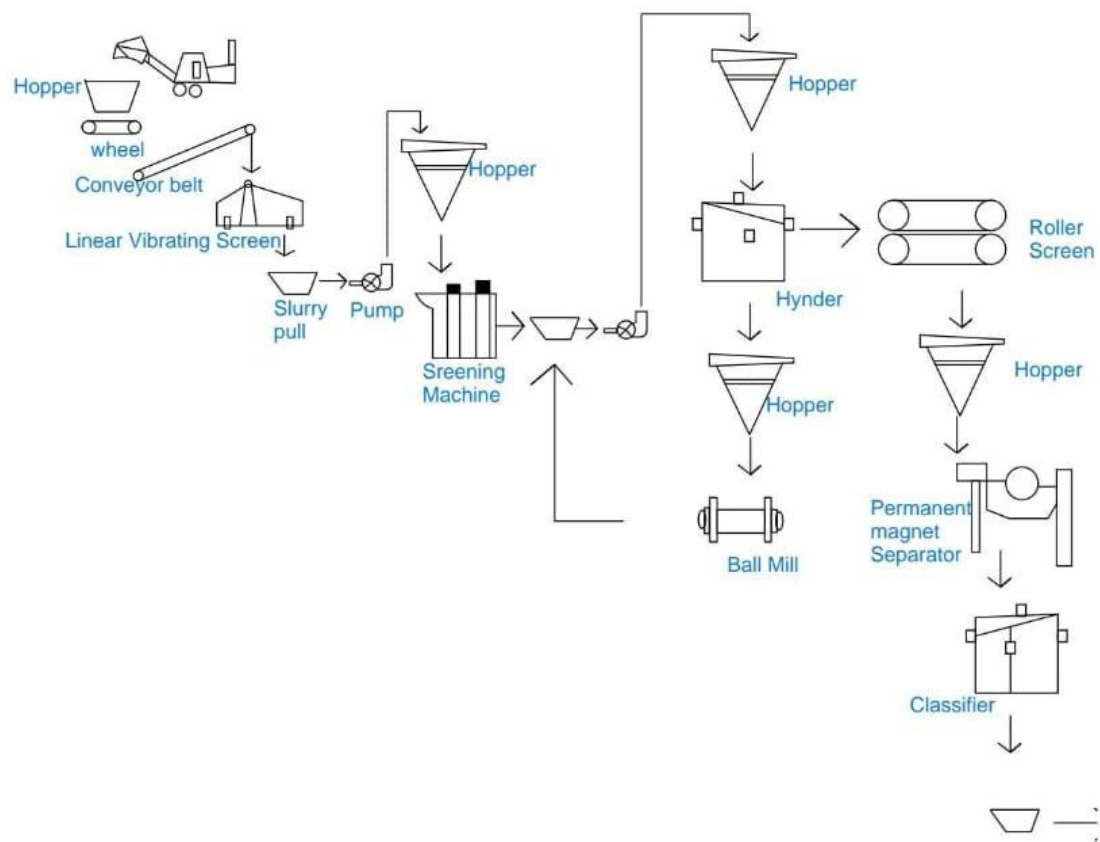 Hopper
wheel
Conveyor belt
Linear Vibrating Screen
Slurry
pull
Pump
Hopper
Sreening
Machine
Hopper
Hynder
Roller
Screen
Hopper
Hopper
Ball Mill
Permanent
magnet
Separator
Classifier